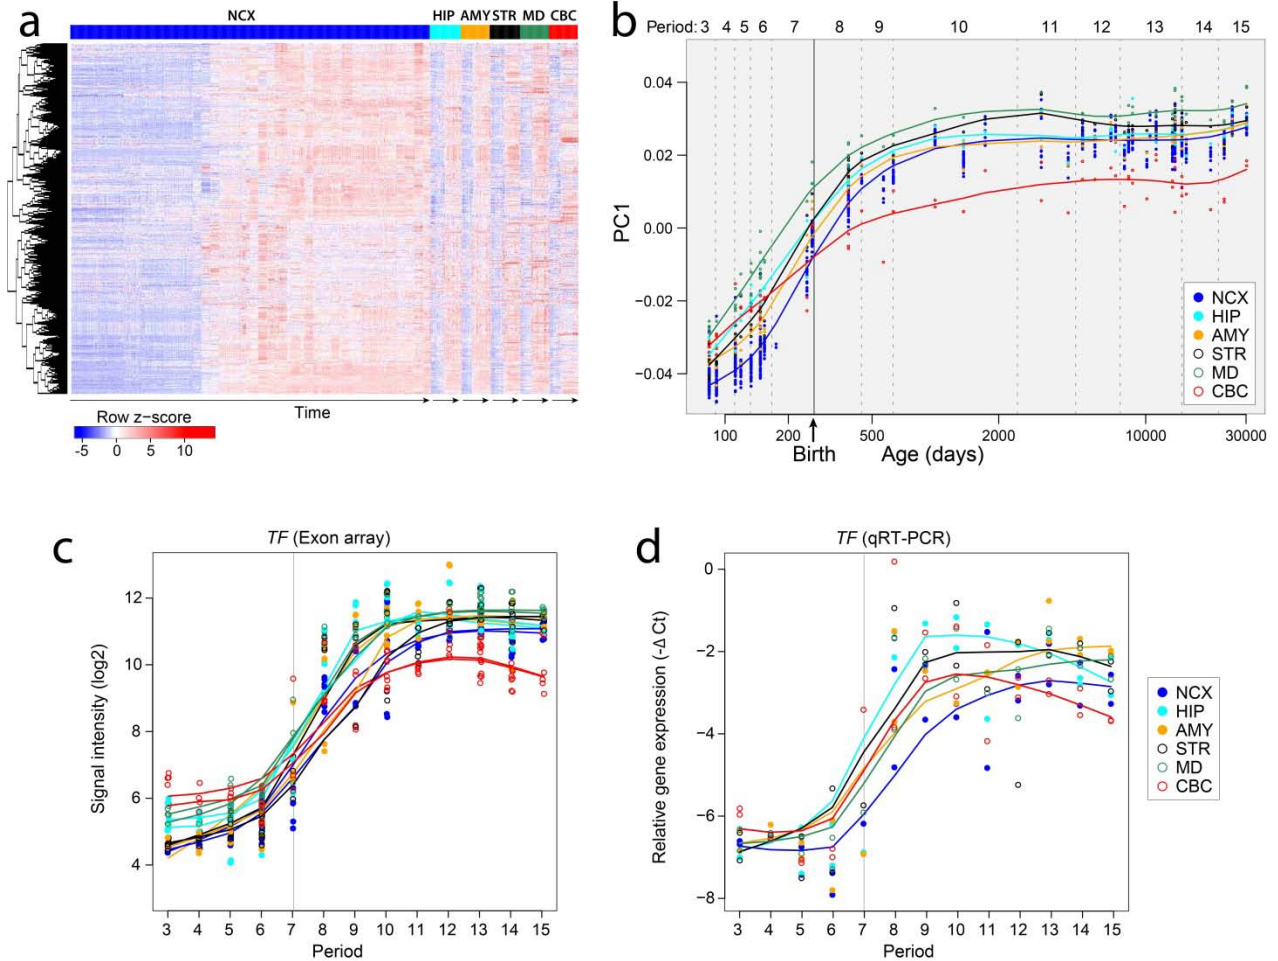 a
NCX HIP AMY STR MD CBC
Time
Row z−score
-5 0 5 10
b
Period: 3 4 5 6 7 8 9 10 11 12 13 14 15
PC1
0.04
0.02
0.00
−0.02
−0.04
100 200 500 2000 10000 30000
Birth
Age (days)
NCX
HIP
AMY
STR
MD
CBC
c
TF (Exon array)
Signal intensity (log2)
12
10
8
6
4
3 4 5 6 7 8 9 10 11 12 13 14 15
Period
d
TF (qRT-PCR)
Relative gene expression (-Δ Ct)
0
−2
−4
−6
−8
3 4 5 6 7 8 9 10 11 12 13 14 15
Period
NCX
HIP
AMY
STR
MD
CBC